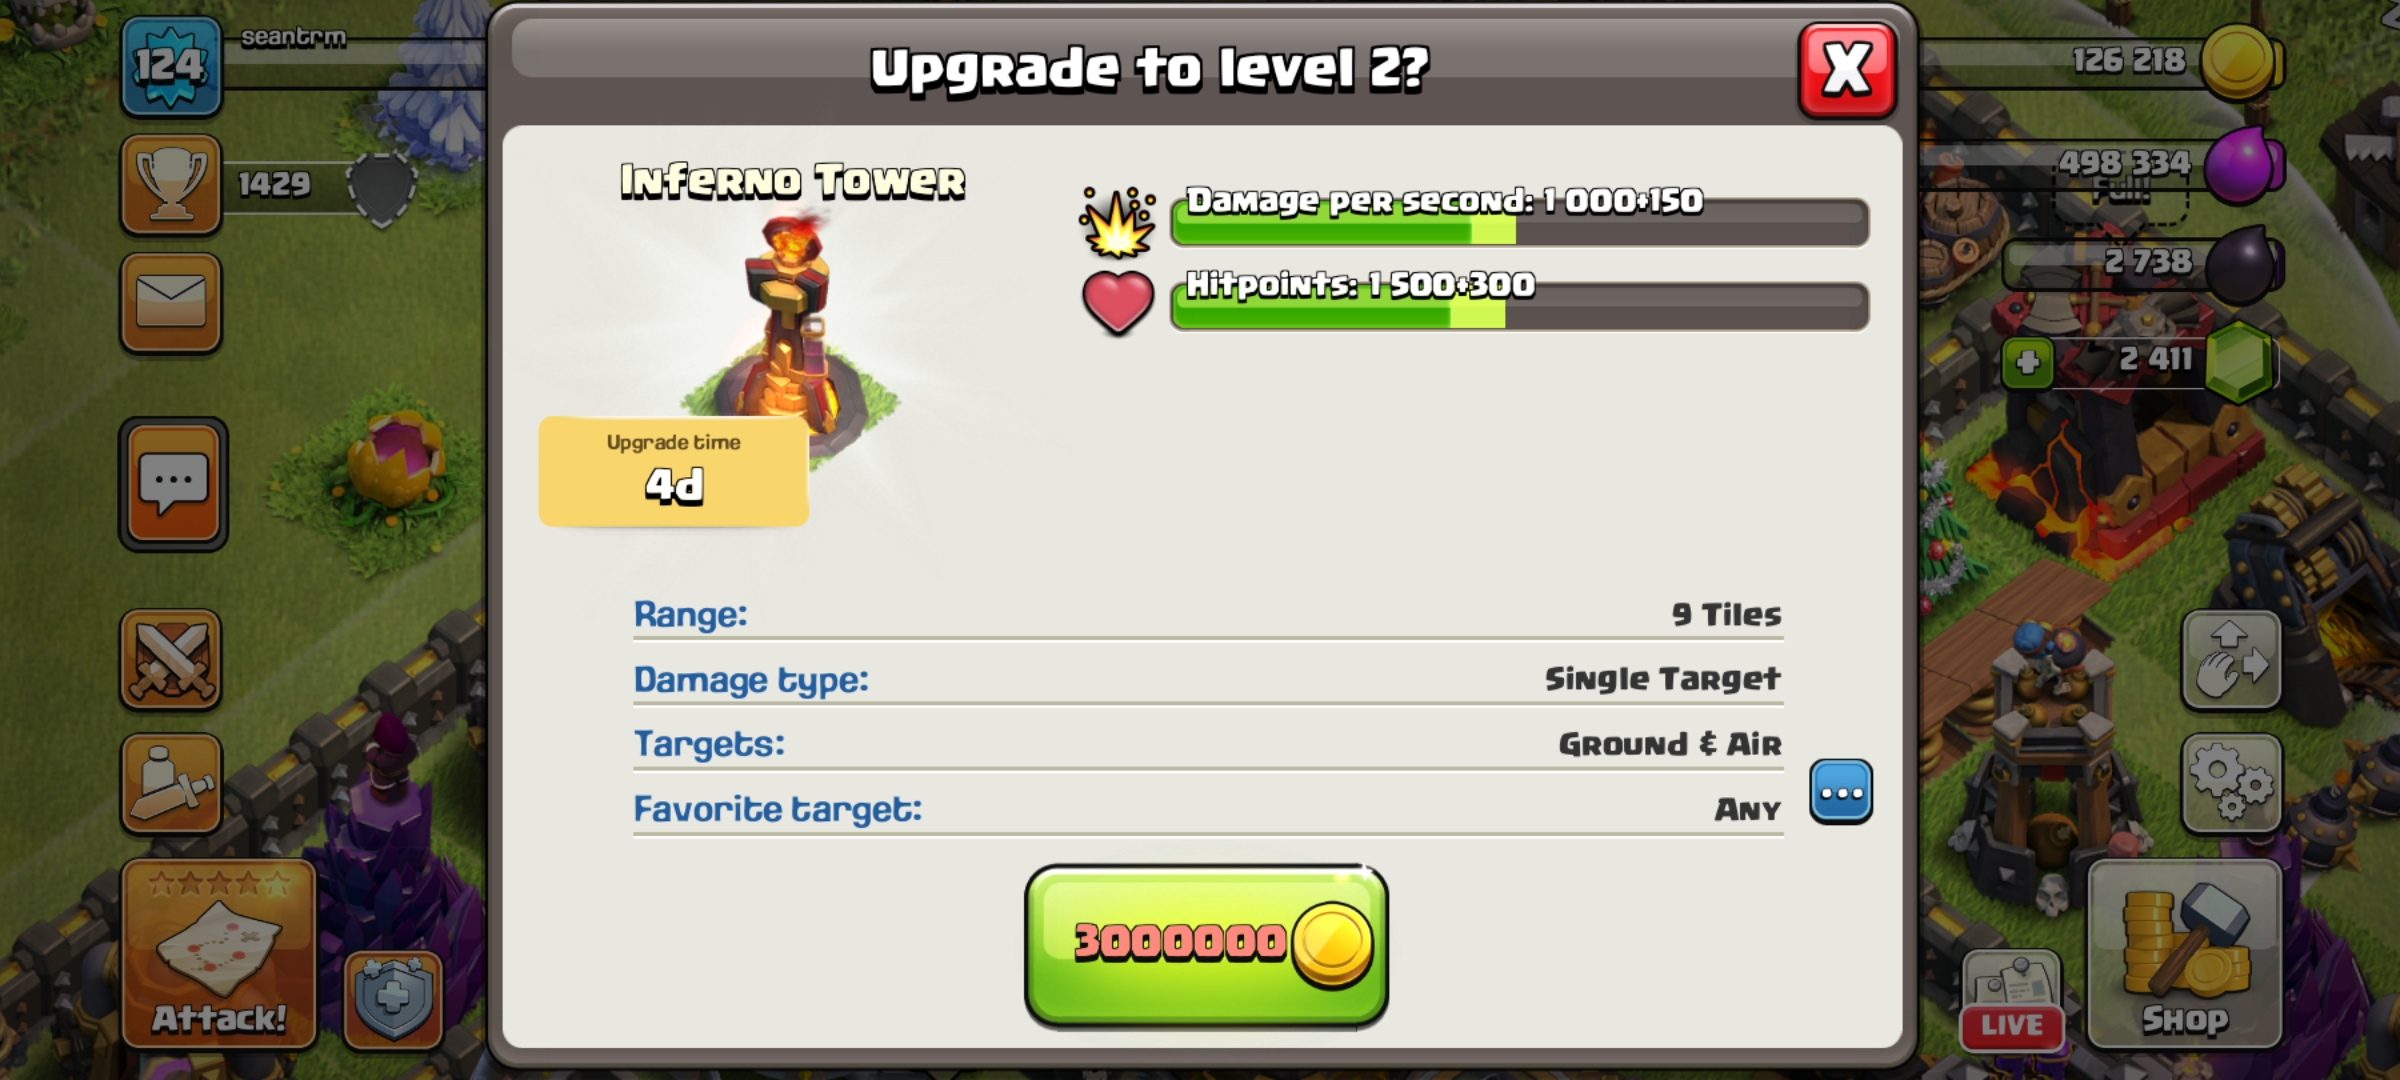 124
seantrm
1429
Attack!
Upgrade to level 2?
X
Inferno Tower
Upgrade time
4d
Damage per second: 1 000+150
Hitpoints: 1 500+300
Range: 9 Tiles
Damage type: Single Target
Targets: Ground & Air
Favorite target: Any
3000000
126 218
498 334
Full!
2 738
2 411
LIVE
Shop